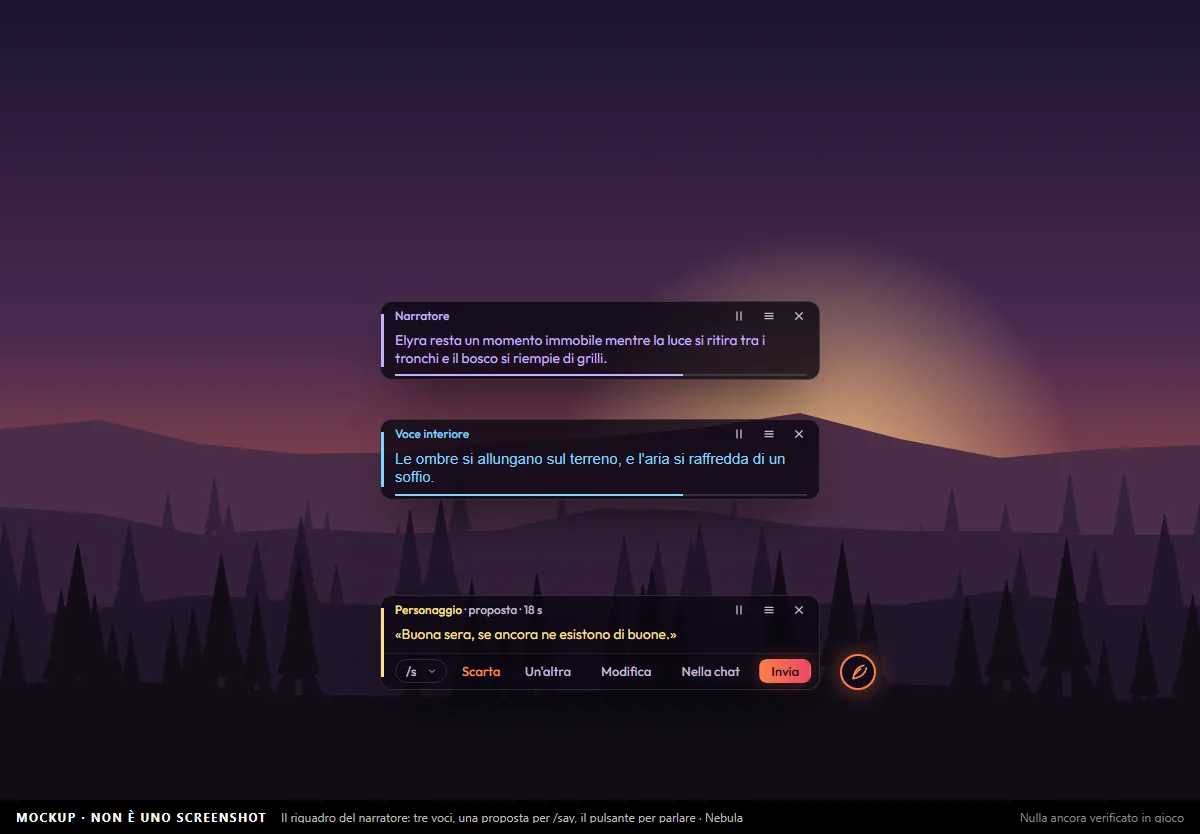 Narratore
Elyra resta un momento immobile mentre la luce si ritira tra i
tronchi e il bosco si riempie di grilli.
Voce interiore
Le ombre si allungano sul terreno, e l'aria si raffredda di un
soffio.
Personaggio · proposta · 18 s
«Buona sera, se ancora ne esistono di buone.»
/s Scarta Un'altra Modifica Nella chat Invia
MOCKUP · NON È UNO SCREENSHOT Il riquadro del narratore: tre voci, una proposta per /say, il pulsante per parlare · Nebula Nulla ancora verificato in gioco